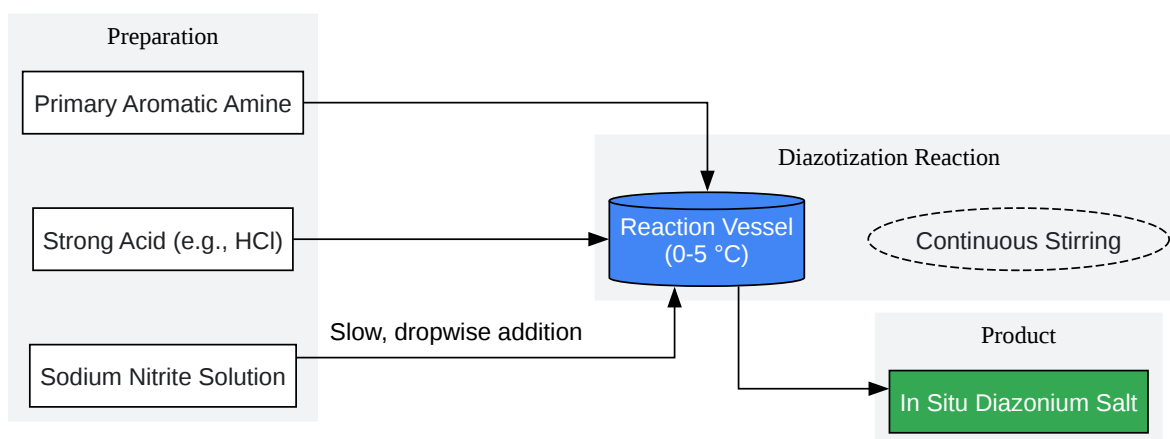 Preparation
Primary Aromatic Amine
Strong Acid (e.g., HCl)
Sodium Nitrite Solution
Slow, dropwise addition
Diazotization Reaction
Reaction Vessel
(0-5 °C)
Continuous Stirring
Product
In Situ Diazonium Salt